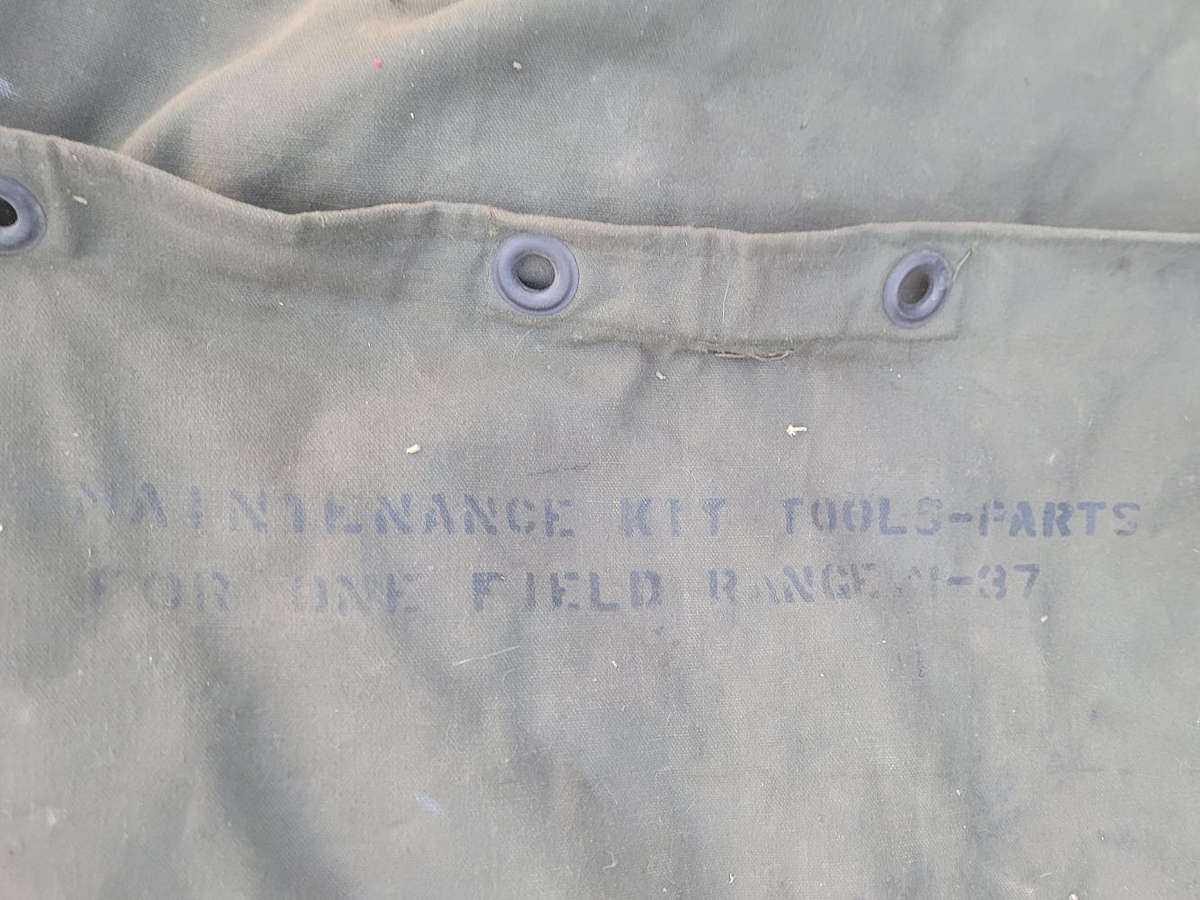 MAINTENANCE KIT TOOLS-PARTS
FOR ONE FIELD RANGE M-37